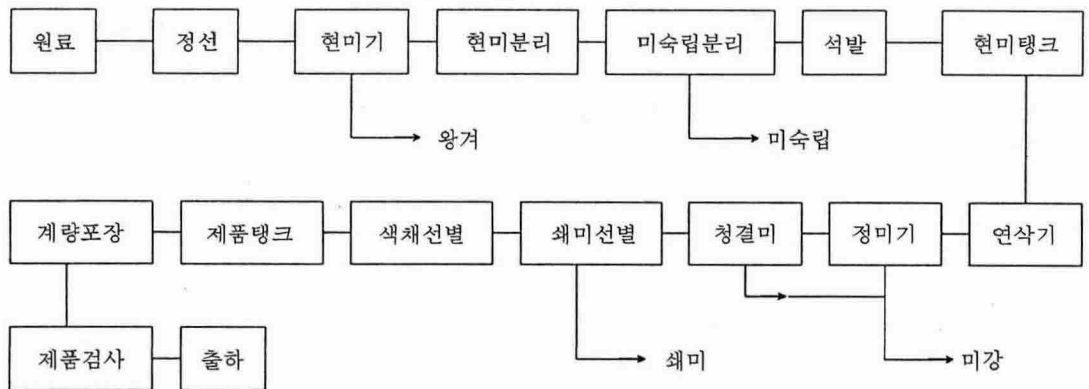 원료 정선 현미기 현미분리 미숙립분리 석발 현미탱크
왕겨 미숙립
계량포장 제품탱크 색채선별 쇄미선별 청결미 정미기 연삭기
제품검사 출하 쇄미 미강